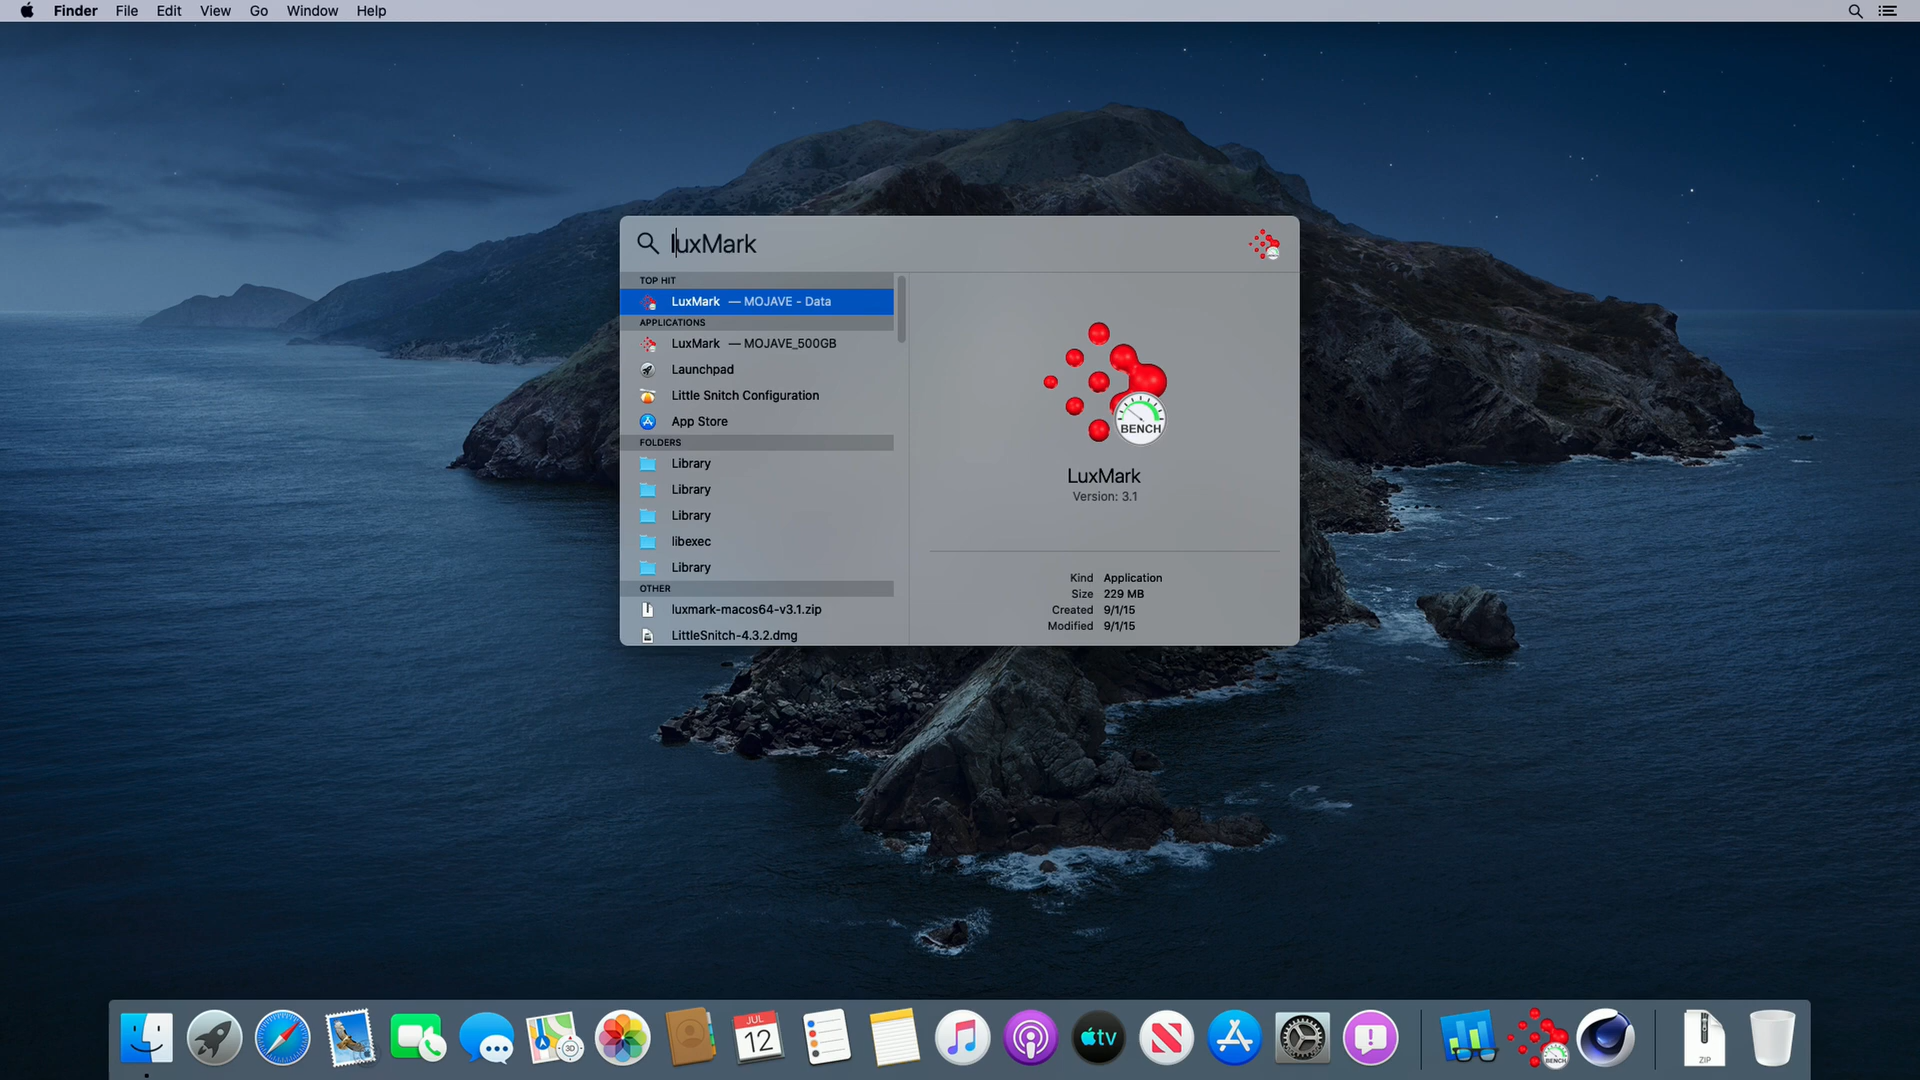 Finder File Edit View Go Window Help
luxMark
TOP HIT
LuxMark — MOJAVE - Data
APPLICATIONS
LuxMark — MOJAVE_500GB
Launchpad
Little Snitch Configuration
App Store
FOLDERS
Library
Library
Library
libexec
Library
OTHER
luxmark-macos64-v3.1.zip
LittleSnitch-4.3.2.dmg
BENCH
LuxMark
Version: 3.1
Kind Application
Size 229 MB
Created 9/1/15
Modified 9/1/15
3D
JUL
12
tv
BENCH
ZIP